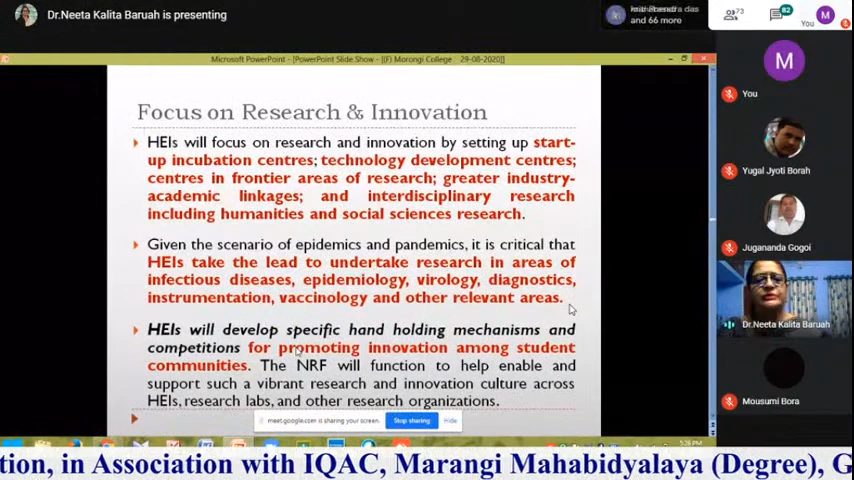 Dr.Neeta Kalita Baruah is presenting
and 66 more
73
82
You
Microsoft PowerPoint - [PowerPoint Slide Show - [(F) Morangi College 29-08-2020]]
Focus on Research & Innovation
HEIs will focus on research and innovation by setting up start-
up incubation centres; technology development centres;
centres in frontier areas of research; greater industry-
academic linkages; and interdisciplinary research
including humanities and social sciences research.
Given the scenario of epidemics and pandemics, it is critical that
HEIs take the lead to undertake research in areas of
infectious diseases, epidemiology, virology, diagnostics,
instrumentation, vaccinology and other relevant areas.
HEIs will develop specific hand holding mechanisms and
competitions for promoting innovation among student
communities. The NRF will function to help enable and
support such a vibrant research and innovation culture across
HEIs, research labs, and other research organizations.
meet.google.com is sharing your screen.
Stop sharing
Hide
5:26 PM
M
M
You
Yugal Jyoti Borah
Jugananda Gogoi
Dr.Neeta Kalita Baruah
Mousumi Bora
tion, in Association with IQAC, Marangi Mahabidyalaya (Degree), G